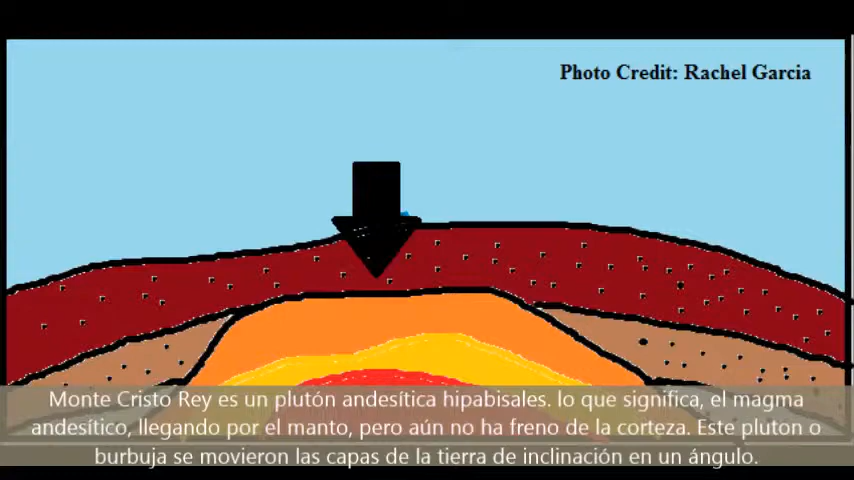 Photo Credit: Rachel Garcia
Monte Cristo Rey es un plutón andesítica hipabisales. lo que significa, el magma
andesítico, llegando por el manto, pero aún no ha freno de la corteza. Este pluton o
burbuja se movieron las capas de la tierra de inclinación en un ángulo.